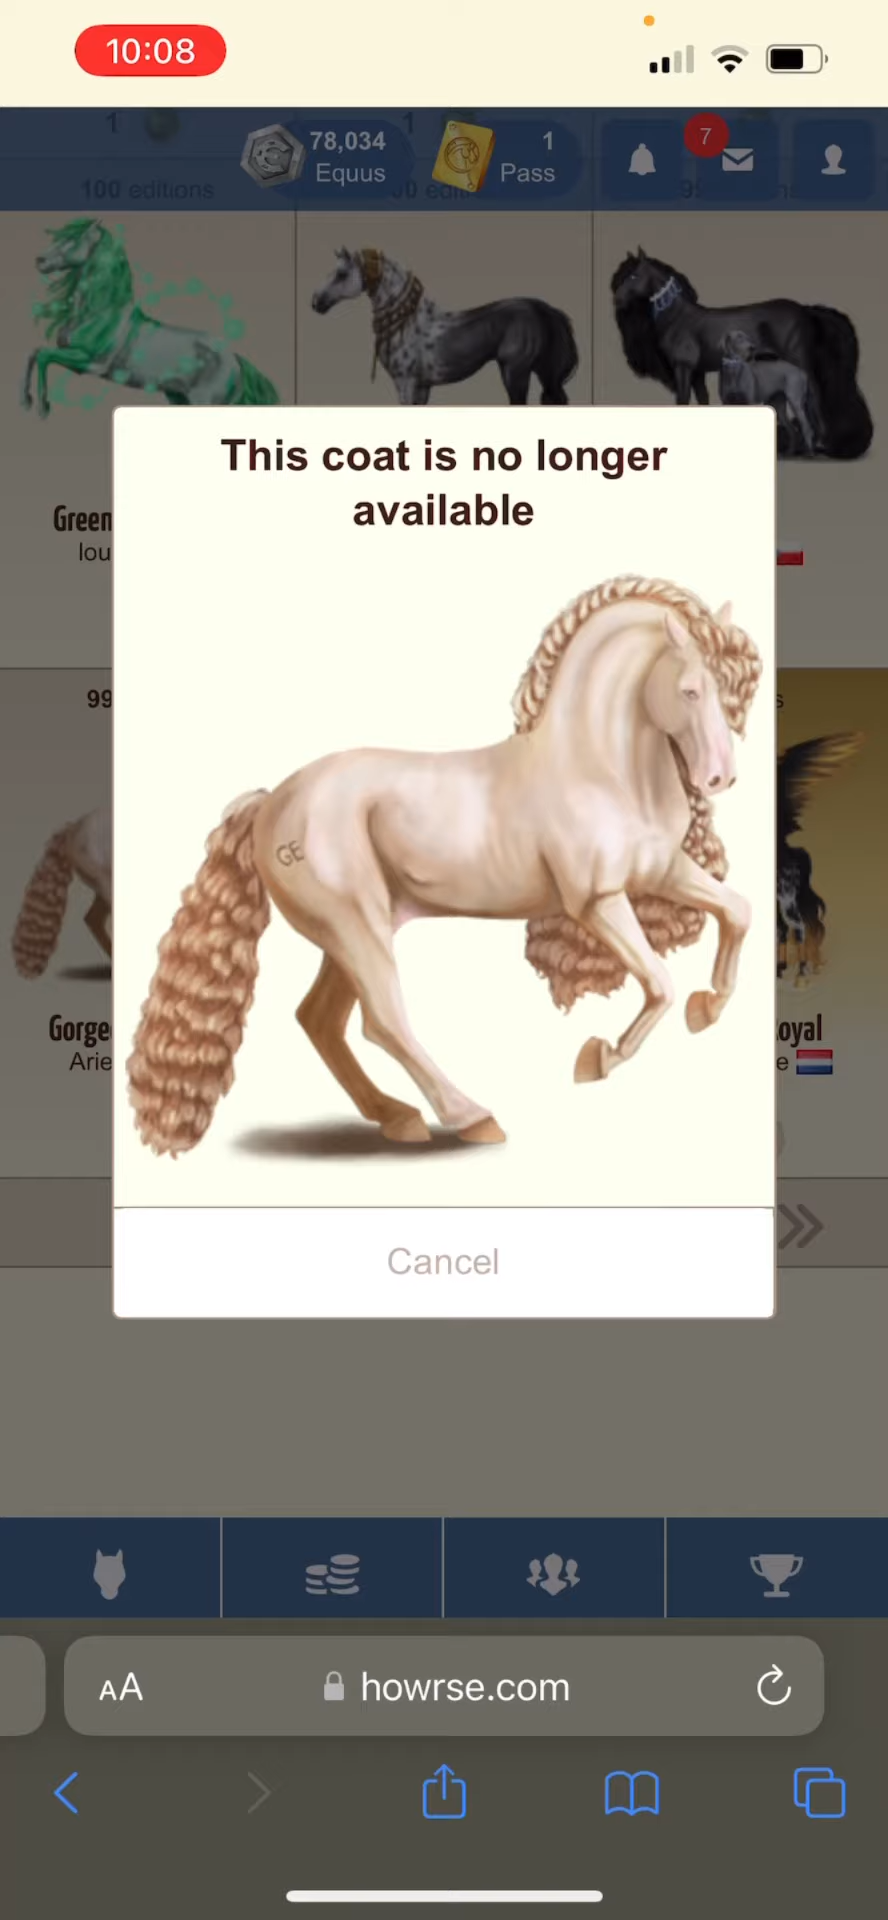 10:08
1
1
78,034
Equus
1
Pass
7
100 editions
This coat is no longer
available
Green
lou
99
GE
Gorge
Arie
oyal
e
Cancel
AA
howrse.com